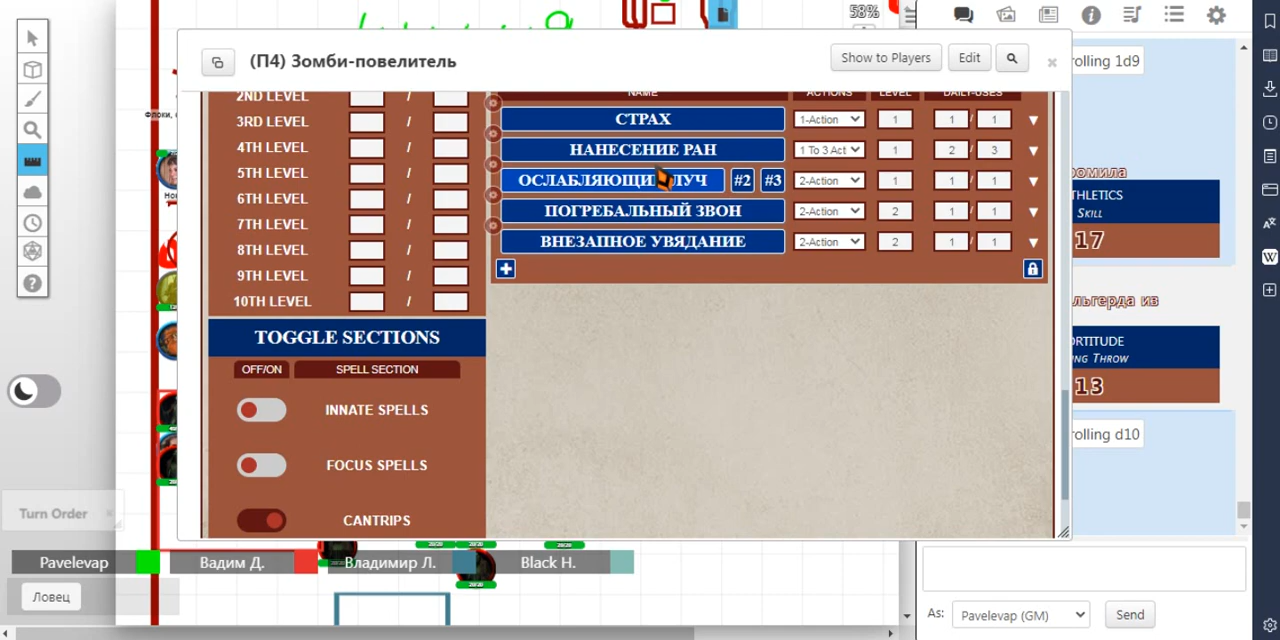 58%
(П4) Зомби-повелитель
Show to Players
Edit
NAME
ACTIONS
LEVEL
DAILY-USES
2ND LEVEL /
3RD LEVEL /
4TH LEVEL /
5TH LEVEL /
6TH LEVEL /
7TH LEVEL /
8TH LEVEL /
9TH LEVEL /
10TH LEVEL /
СТРАХ 1-Action 1 1 / 1
НАНЕСЕНИЕ РАН 1 To 3 Act 1 2 / 3
ОСЛАБЛЯЮЩИЙ ЛУЧ #2 #3 2-Action 1 1 / 1
ПОГРЕБАЛЬНЫЙ ЗВОН 2-Action 2 1 / 1
ВНЕЗАПНОЕ УВЯДАНИЕ 2-Action 2 1 / 1
TOGGLE SECTIONS
OFF/ON SPELL SECTION
INNATE SPELLS
FOCUS SPELLS
CANTRIPS
Turn Order
Pavelevap
Вадим Д.
Владимир Л.
Black H.
Ловец
rolling 1d9
ромила
THLETICS
SKILL
17
льгерда из
ORTITUDE
NG THROW
13
rolling d10
As: Pavelevap (GM)
Send